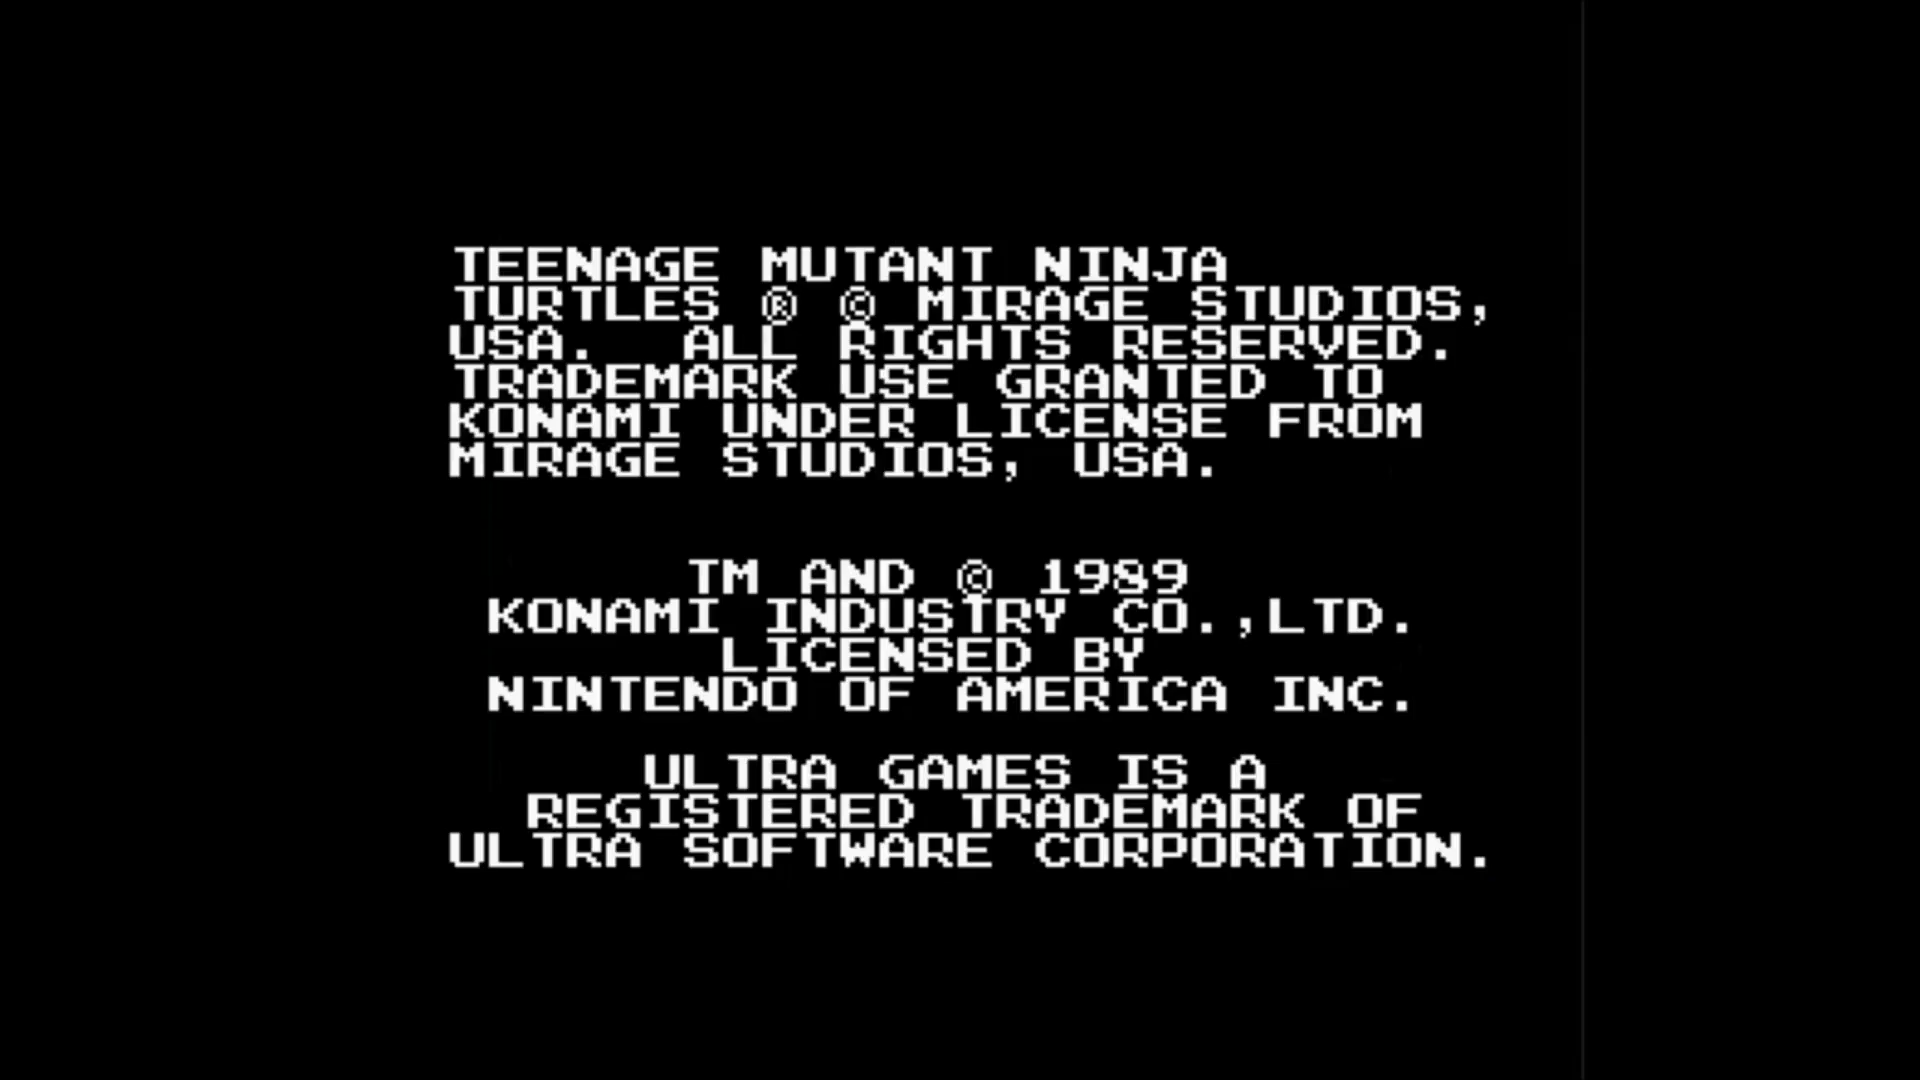 TEENAGE MUTANT NINJA
TURTLES ® © MIRAGE STUDIOS,
USA. ALL RIGHTS RESERVED.
TRADEMARK USE GRANTED TO
KONAMI UNDER LICENSE FROM
MIRAGE STUDIOS, USA.
TM AND © 1989
KONAMI INDUSTRY CO.,LTD.
LICENSED BY
NINTENDO OF AMERICA INC.
ULTRA GAMES IS A
REGISTERED TRADEMARK OF
ULTRA SOFTWARE CORPORATION.